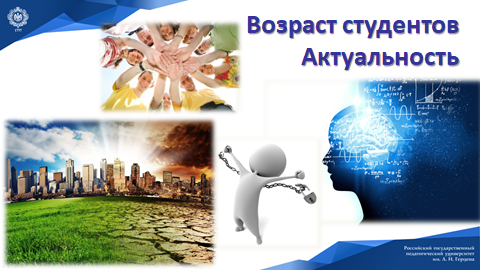 Возраст студентов
Актуальность
Российский государственный
педагогический университет
им. А. И. Герцена